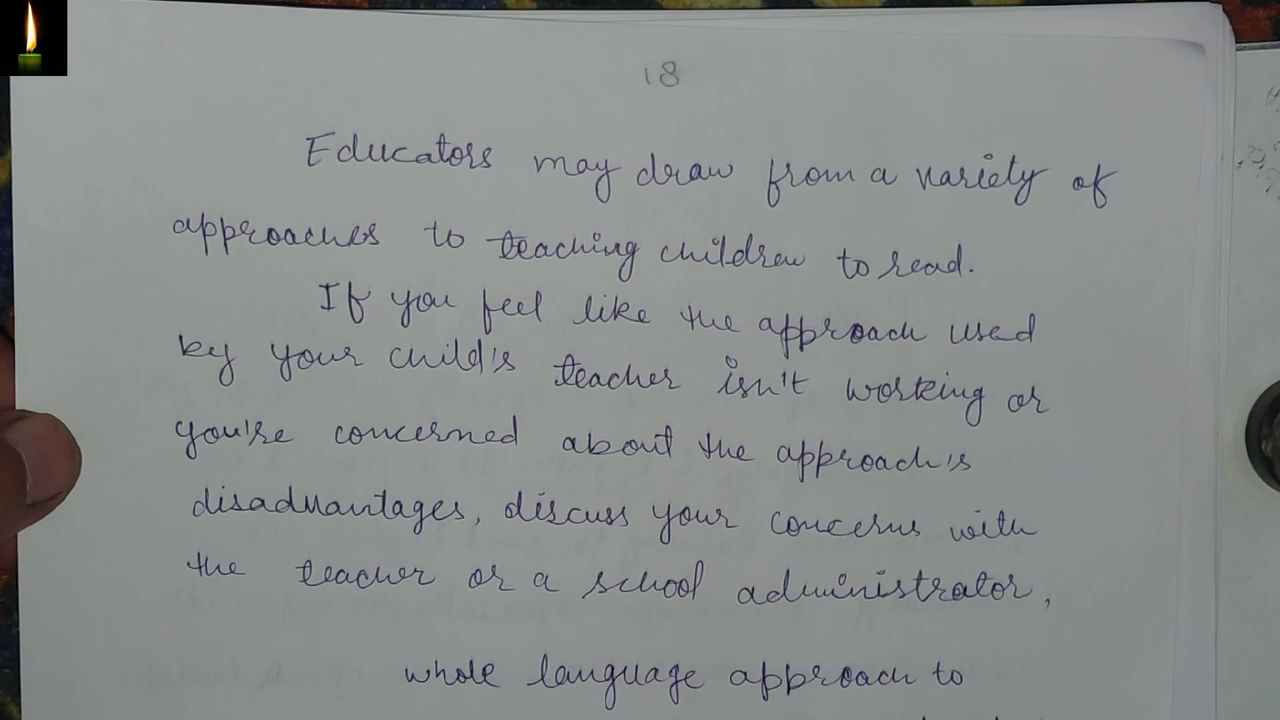 18
Educators may draw from a variety of
approaches to teaching children to read.
If you feel like the approach used
by your child's teacher isn't working or
you're concerned about the approach's
disadvantages, discuss your concerns with
the teacher or a school administrator,
whole language approach to